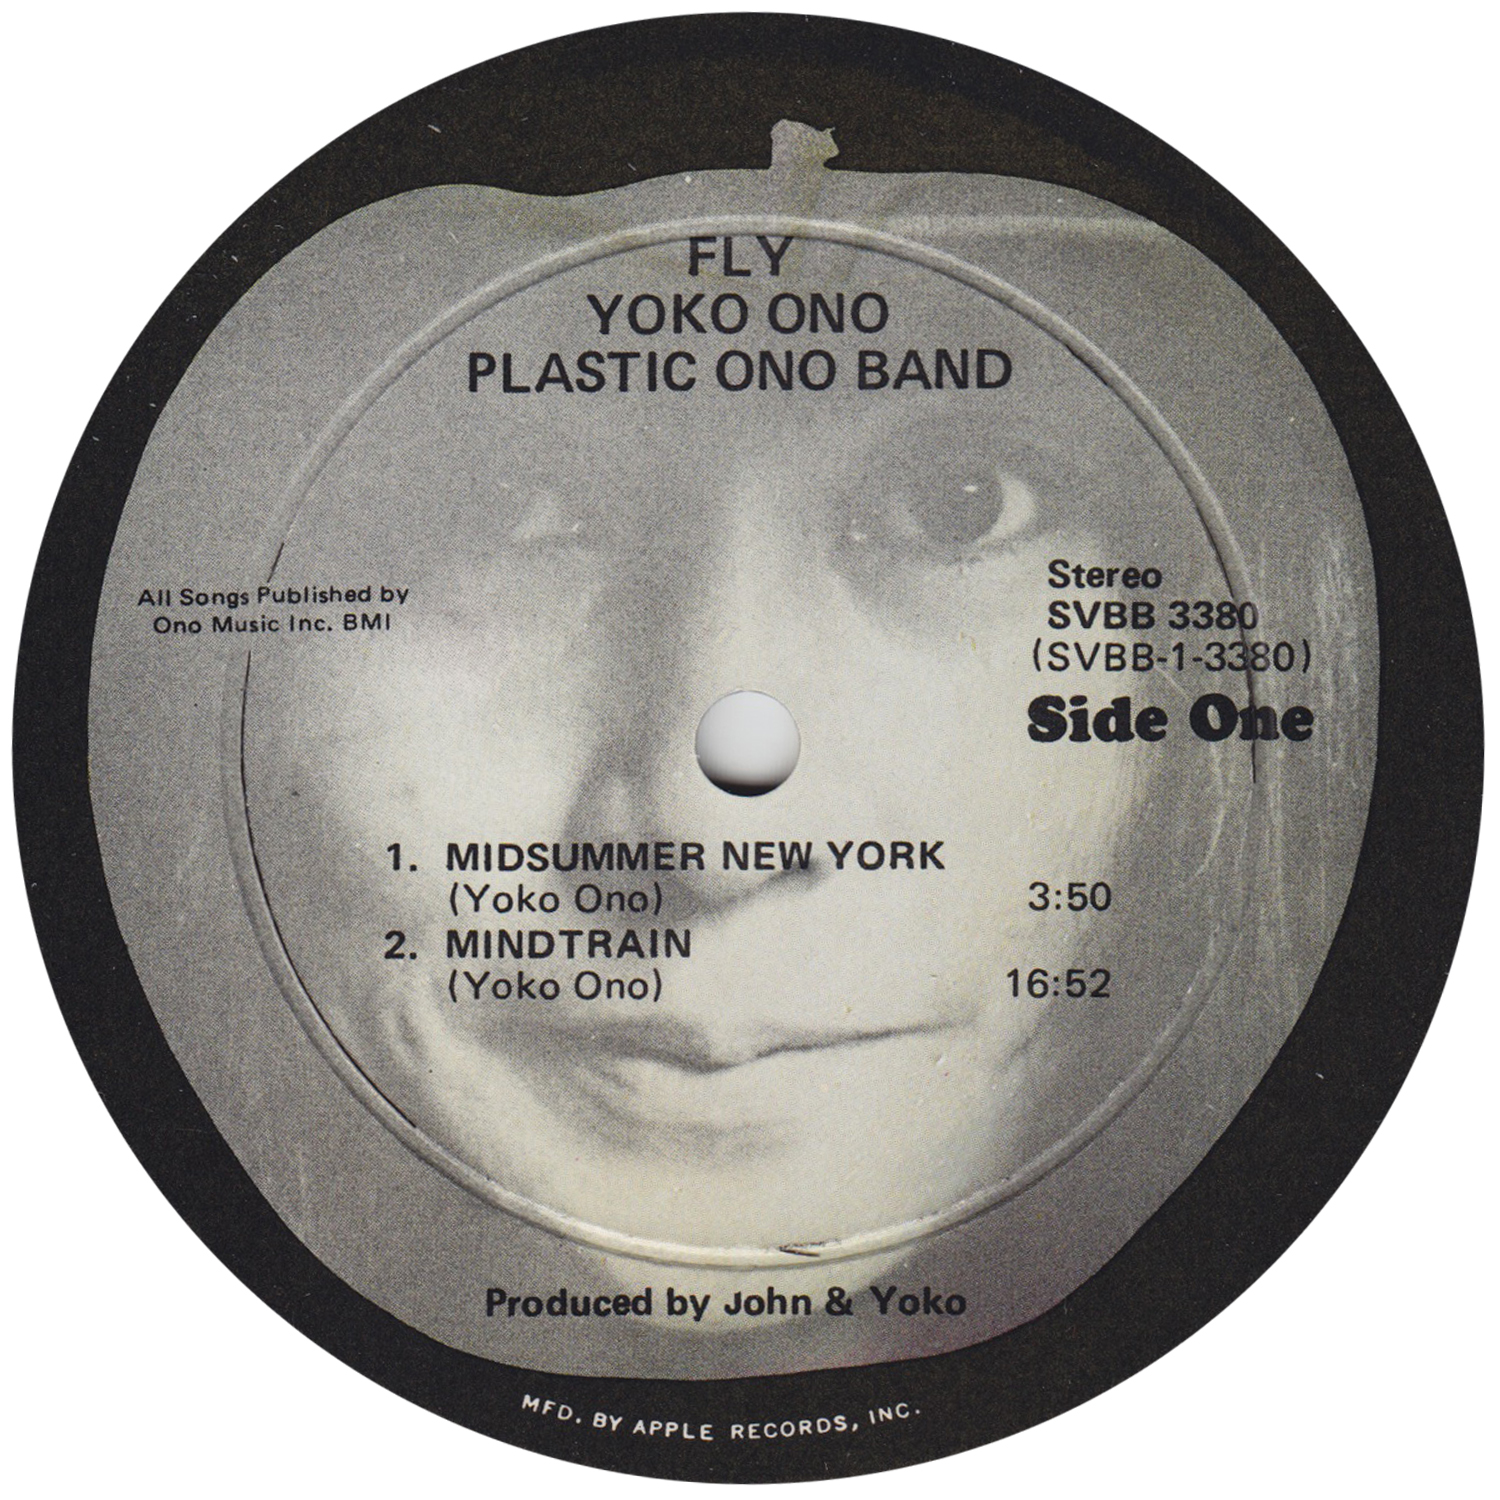 FLY
YOKO ONO
PLASTIC ONO BAND
All Songs Published by
Ono Music Inc. BMI
Stereo
SVBB 3380
(SVBB-1-3380)
Side One
1. MIDSUMMER NEW YORK
(Yoko Ono) 3:50
2. MINDTRAIN
(Yoko Ono) 16:52
Produced by John & Yoko
MFD. BY APPLE RECORDS, INC.